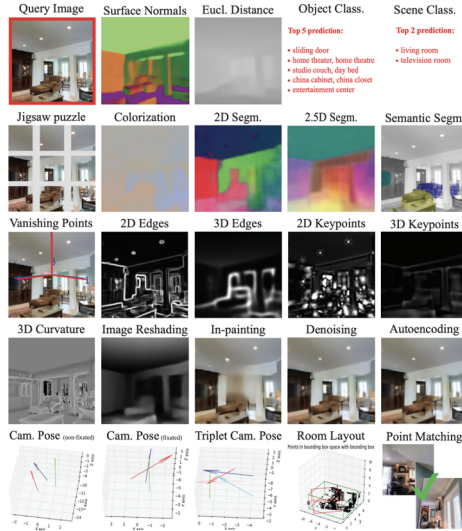 Query Image
Surface Normals
Eucl. Distance
Object Class.
Scene Class.
Top 5 prediction:
sliding door
home theater, home theatre
studio couch, day bed
china cabinet, china closet
entertainment center
Top 2 prediction:
living room
television room
Jigsaw puzzle
Colorization
2D Segm.
2.5D Segm.
Semantic Segm
Vanishing Points
2D Edges
3D Edges
2D Keypoints
3D Keypoints
3D Curvature
Image Reshading
In-painting
Denoising
Autoencoding
Cam. Pose (non-fixated)
Cam. Pose (fixated)
Triplet Cam. Pose
Room Layout
Point Matching
Points in bounding box space with bounding box